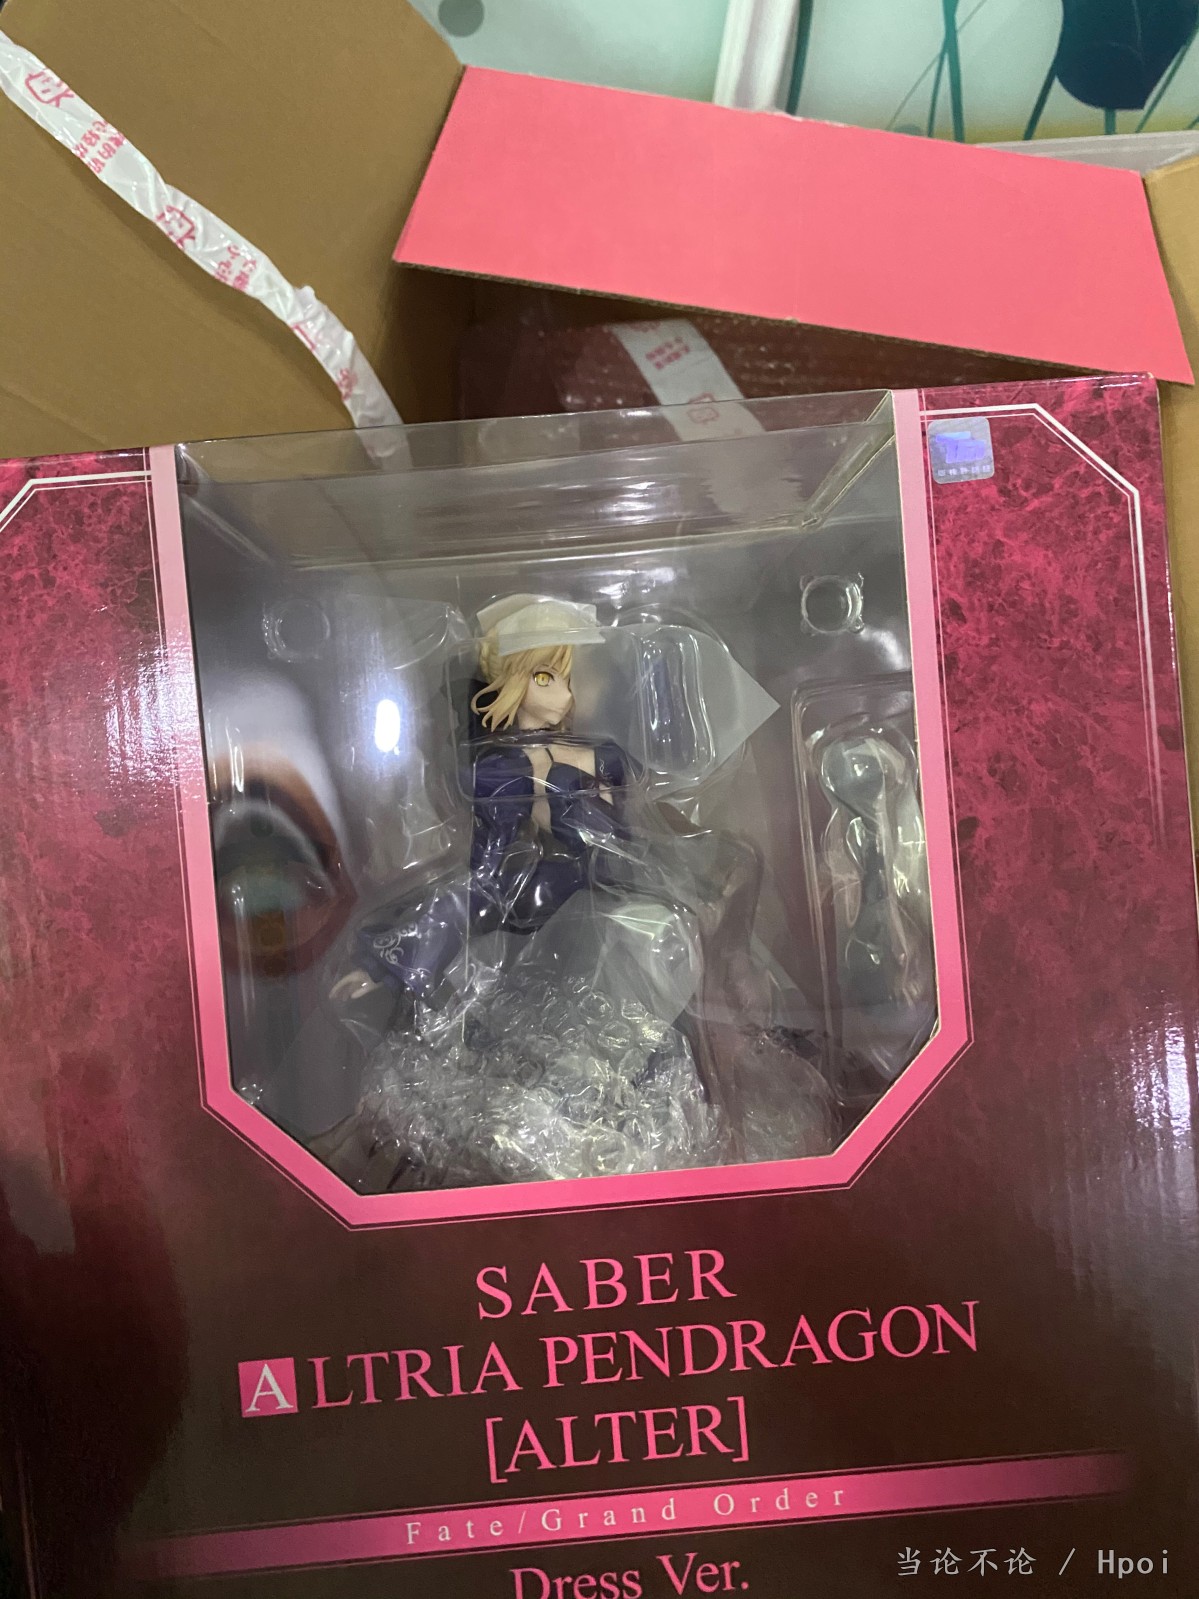 SABER
ALTRIA PENDRAGON
[ALTER]
Fate/Grand Order
Dress Ver.
当论不论 / Hpoi